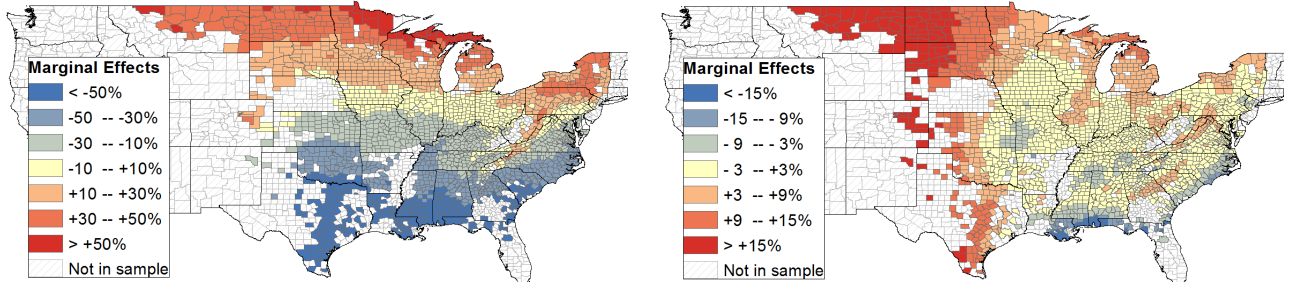 Marginal Effects
< -50%
-50 -- -30%
-30 -- -10%
-10 -- +10%
+10 -- +30%
+30 -- +50%
> +50%
Not in sample
Marginal Effects
< -15%
-15 -- - 9%
- 9 -- - 3%
- 3 -- +3%
+3 -- +9%
+9 -- +15%
> +15%
Not in sample